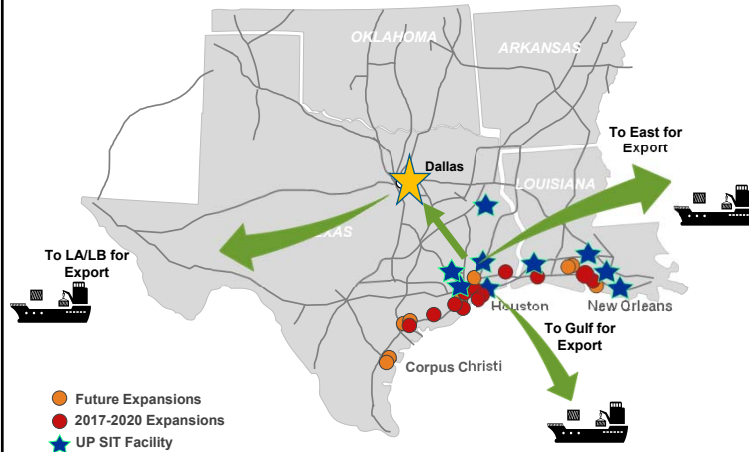 OKLAHOMA
ARKANSAS
To East for
Export
Dallas
LOUISIANA
TEXAS
To LA/LB for
Export
Houston
New Orleans
To Gulf for
Export
Corpus Christi
Future Expansions
2017-2020 Expansions
UP SIT Facility